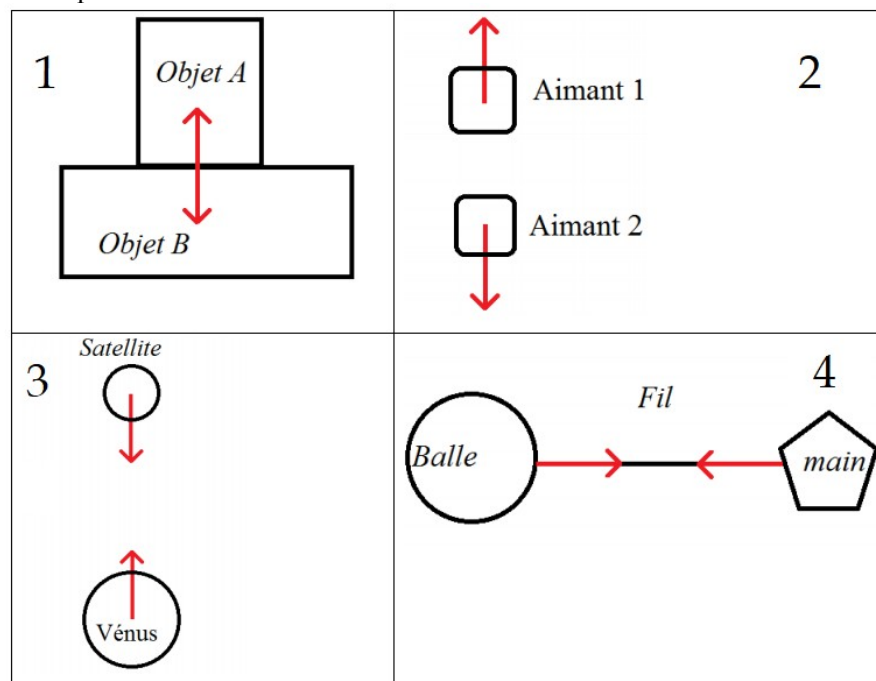 1
Objet A
Objet B
Aimant 1
2
Aimant 2
Satellite
3
Vénus
4
Fil
Balle
main